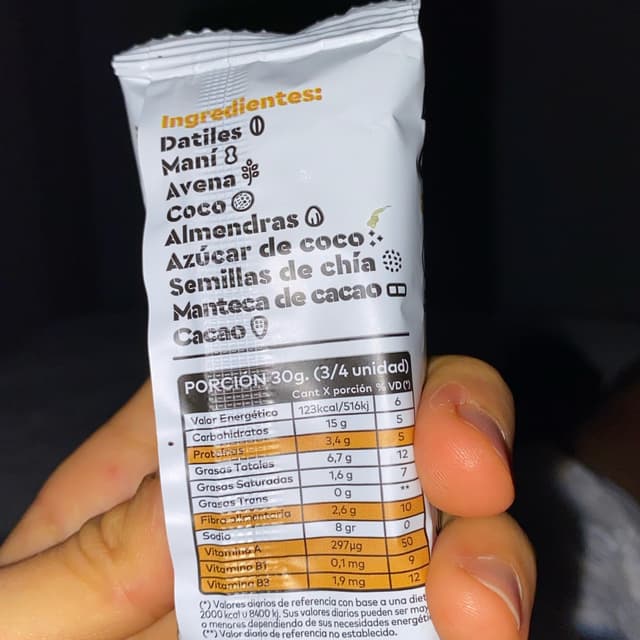 Ingredientes:
Datiles
Maní
Avena
Coco
Almendras
Azúcar de coco
Semillas de chía
Manteca de cacao
Cacao
PORCIÓN 30g. (3/4 unidad)
Cant X porción % VD(*)
Valor Energético 123kcal/516kj 6
Carbohidratos 15 g 5
Proteínas 3,4 g 5
Grasas Totales 6,7 g 12
Grasas Saturadas 1,6 g 7
Grasas Trans 0 g **
Fibra alimentaria 2,6 g 10
Sodio 8 gr 0
Vitamina A 297µg 50
Vitamina B1 0,1 mg 9
Vitamina B3 1,9 mg 12
(*) Valores diarios de referencia con base a una diet
2000 kcal u 8400 kj. Sus valores diarios pueden ser may
o menores dependiendo de sus necesidades energéti
(**) Valor diario de referencia no establecido.